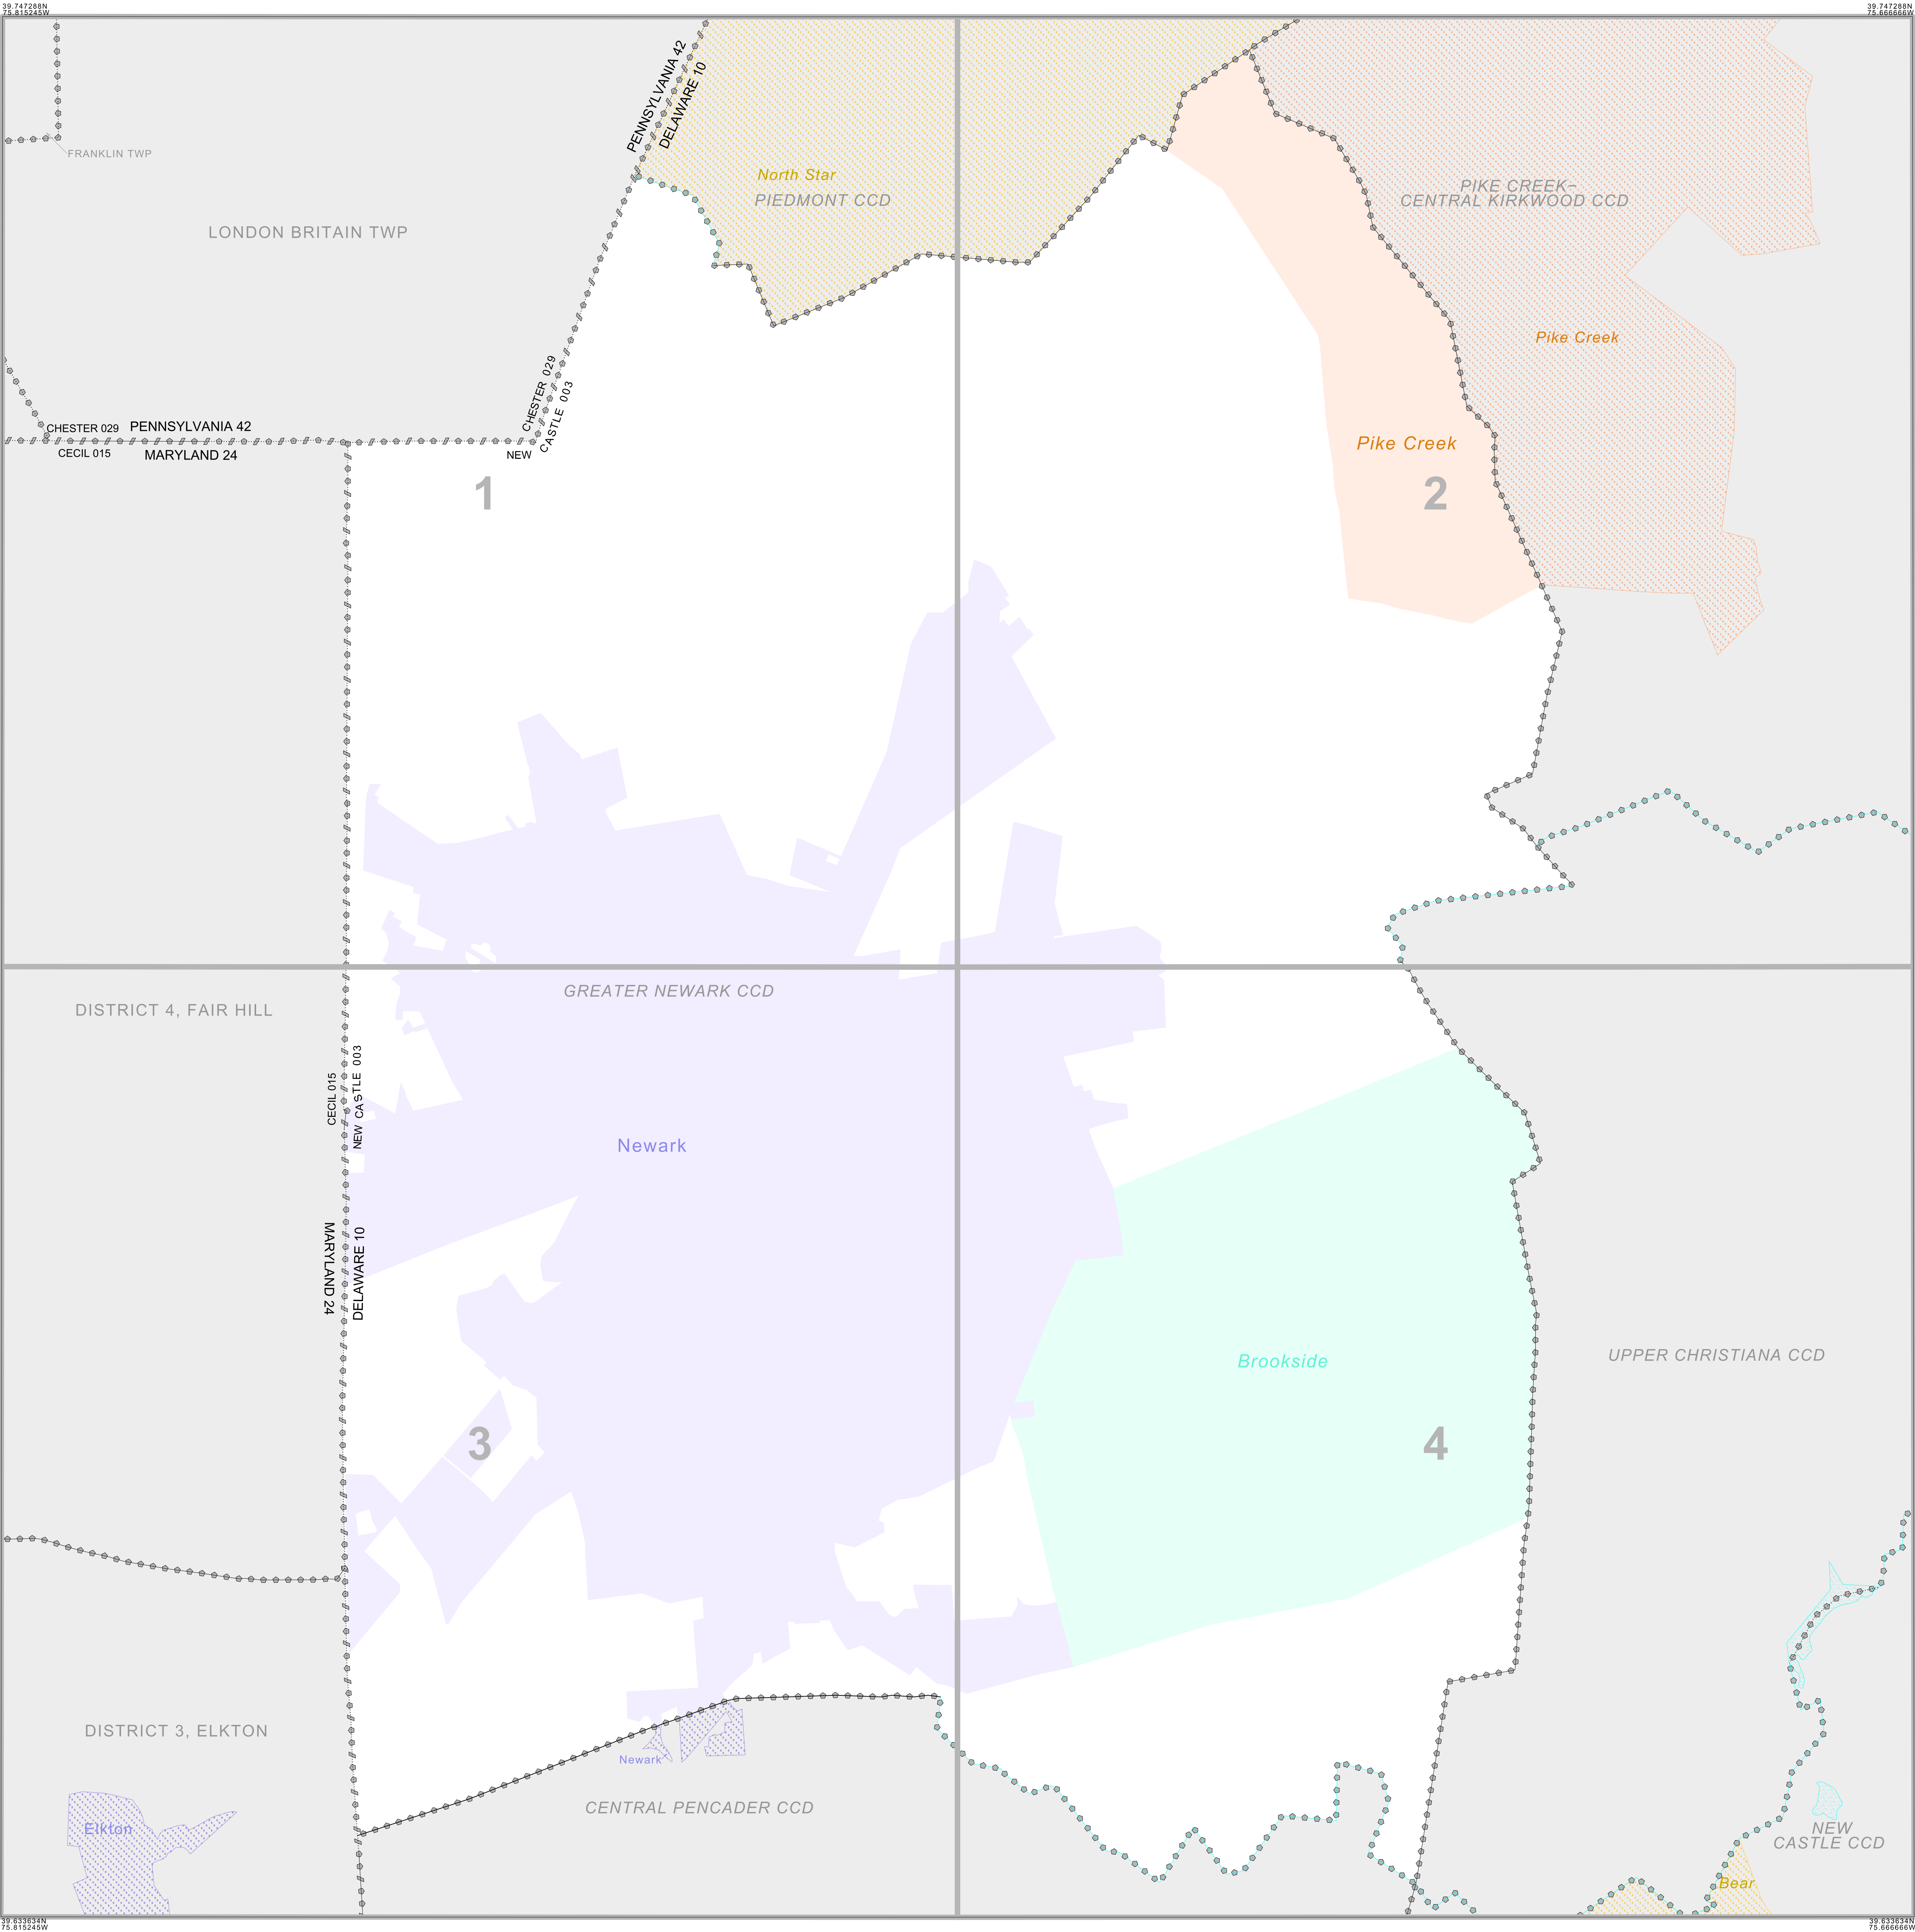 39.747288N
75.815245W
39.747288N
75.666666W
PENNSYLVANIA 42
DELAWARE 10
FRANKLIN TWP
North Star
PIEDMONT CCD
PIKE CREEK–
CENTRAL KIRKWOOD CCD
LONDON BRITAIN TWP
Pike Creek
CHESTER 029
CASTLE 003
NEW
CHESTER 029 PENNSYLVANIA 42
CECIL 015 MARYLAND 24
Pike Creek
1
2
GREATER NEWARK CCD
DISTRICT 4, FAIR HILL
CECIL 015
NEW CASTLE 003
Newark
MARYLAND 24
DELAWARE 10
Brookside
UPPER CHRISTIANA CCD
3
4
DISTRICT 3, ELKTON
Newark
CENTRAL PENCADER CCD
Elkton
NEW
CASTLE CCD
Bear
39.633634N
75.815245W
39.633634N
75.666666W